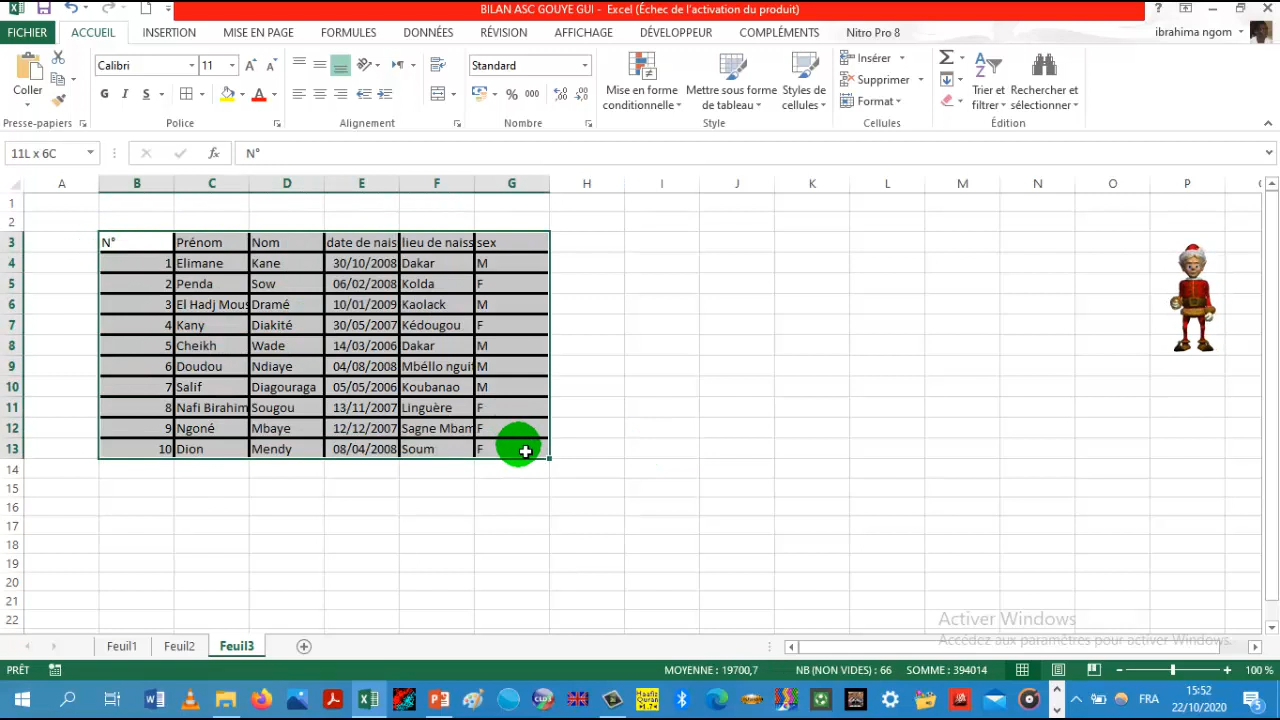 BILAN ASC GOUYE GUI - Excel (Échec de l'activation du produit)
FICHIER ACCUEIL INSERTION MISE EN PAGE FORMULES DONNÉES RÉVISION AFFICHAGE DÉVELOPPEUR COMPLÉMENTS Nitro Pro 8 ibrahima ngom
Coller
Calibri 11
G I S
Standard
% 000
Mise en forme conditionnelle
Mettre sous forme de tableau
Styles de cellules
Insérer
Supprimer
Format
Trier et filtrer
Rechercher et sélectionner
Presse-papiers Police Alignement Nombre Style Cellules Édition
11L x 6C fx N°
A B C D E F G H I J K L M N O P
1
2
3 N° Prénom Nom date de nais lieu de naiss sex
4 1 Elimane Kane 30/10/2008 Dakar M
5 2 Penda Sow 06/02/2008 Kolda F
6 3 El Hadj Mous Dramé 10/01/2009 Kaolack M
7 4 Kany Diakité 30/05/2007 Kédougou F
8 5 Cheikh Wade 14/03/2006 Dakar M
9 6 Doudou Ndiaye 04/08/2008 Mbéllo ngui M
10 7 Salif Diagouraga 05/05/2006 Koubanao M
11 8 Nafi Birahim Sougou 13/11/2007 Linguère F
12 9 Ngoné Mbaye 12/12/2007 Sagne Mbam F
13 10 Dion Mendy 08/04/2008 Soum F
14
15
16
17
18
19
20
21
22
Activer Windows
Accédez aux paramètres pour activer Windows.
Feuil1 Feuil2 Feuil3
PRÊT MOYENNE : 19700,7 NB (NON VIDES) : 66 SOMME : 394014 100 %
FRA 15:52
22/10/2020 5